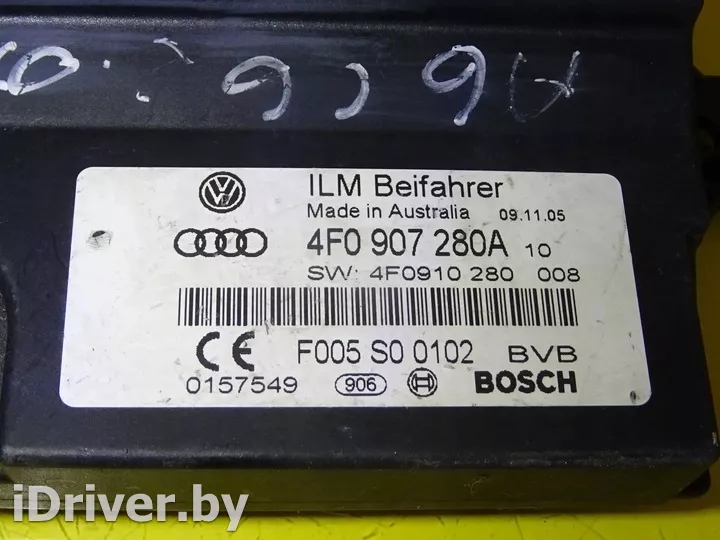 A6 C6
ILM Beifahrer
Made in Australia 09.11.05
4F0 907 280A 10
SW: 4F0910 280 008
CE F005 S0 0102 BVB
0157549 906 BOSCH
iDriver.by